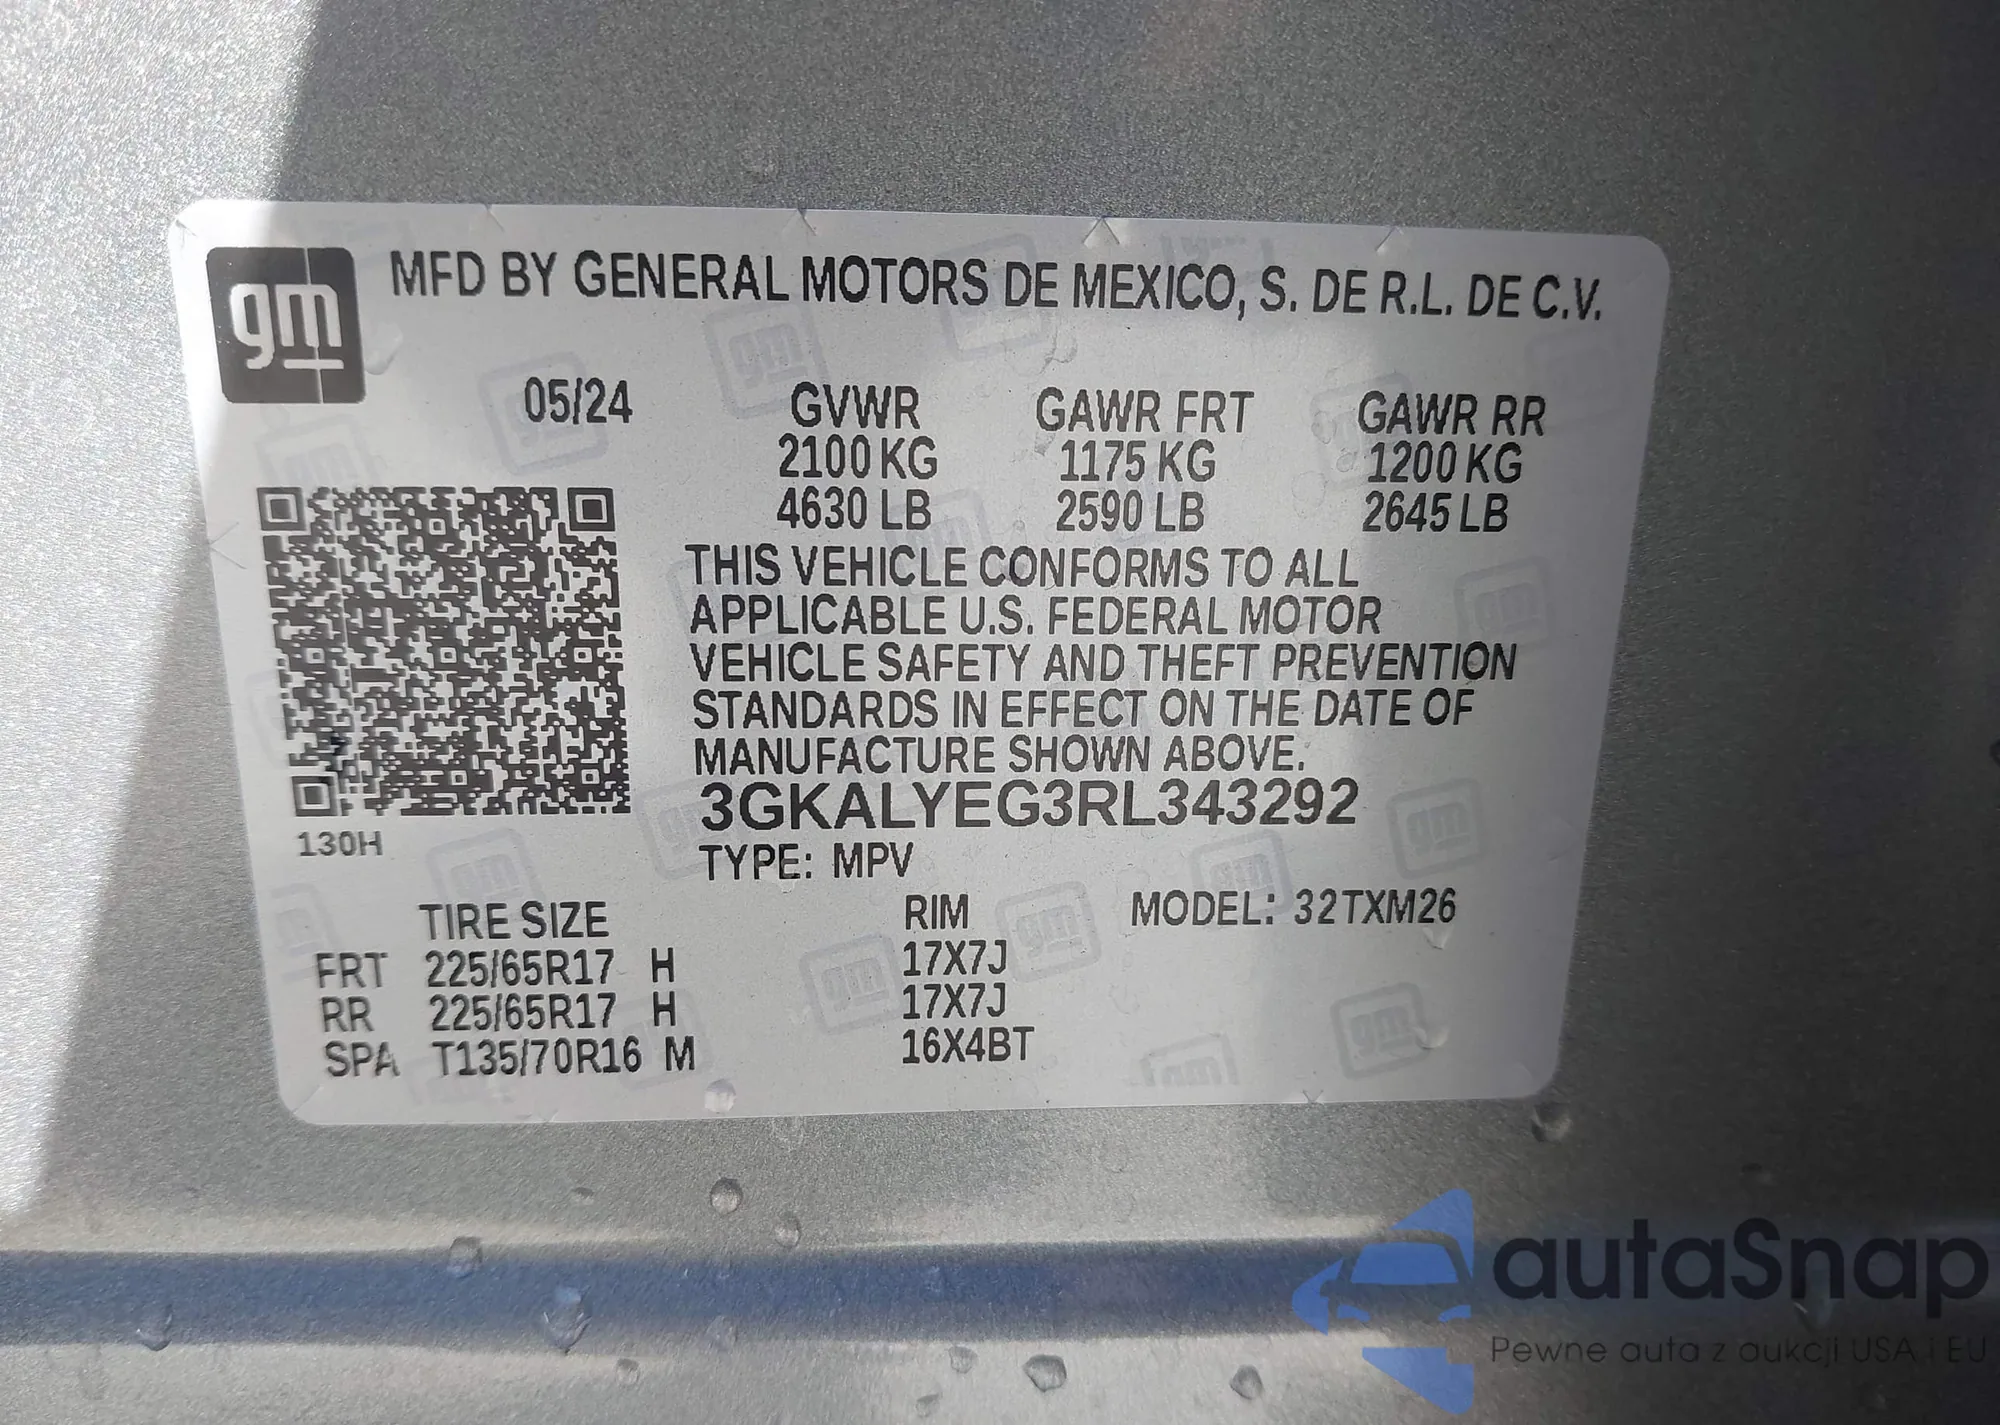 gm MFD BY GENERAL MOTORS DE MEXICO, S. DE R.L. DE C.V.
05/24 GVWR GAWR FRT GAWR RR
2100 KG 1175 KG 1200 KG
4630 LB 2590 LB 2645 LB
THIS VEHICLE CONFORMS TO ALL
APPLICABLE U.S. FEDERAL MOTOR
VEHICLE SAFETY AND THEFT PREVENTION
STANDARDS IN EFFECT ON THE DATE OF
MANUFACTURE SHOWN ABOVE.
3GKALYEG3RL343292
130H
TYPE: MPV
TIRE SIZE RIM MODEL: 32TXM26
FRT 225/65R17 H 17X7J
RR 225/65R17 H 17X7J
SPA T135/70R16 M 16X4BT
autaSnap
Pewne auta z aukcji USA i EU